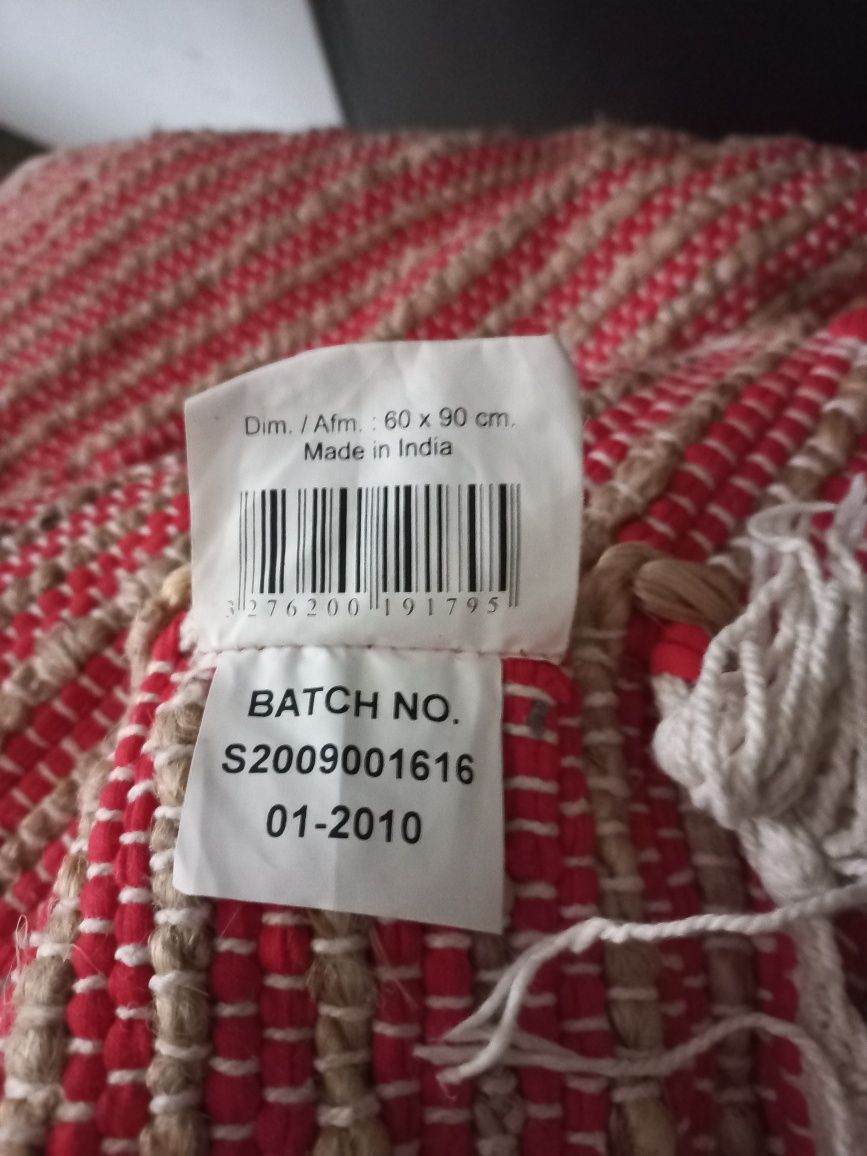 Dim. / Afm. : 60 x 90 cm.
Made in India
3 276200 191795
BATCH NO.
S2009001616
01-2010